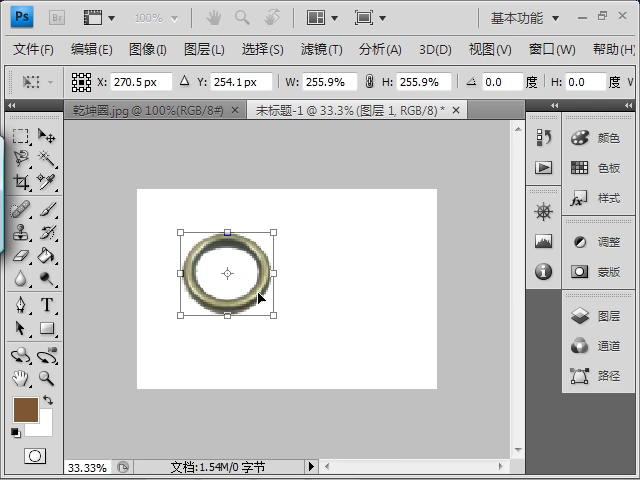 Ps Br 100% 基本功能
文件(F) 编辑(E) 图像(I) 图层(L) 选择(S) 滤镜(T) 分析(A) 3D(D) 视图(V) 窗口(W) 帮助(H)
X: 270.5 px Y: 254.1 px W: 255.9% H: 255.9% 0.0 度 H: 0.0 度 V
乾坤圈.jpg @ 100%(RGB/8#) 未标题-1 @ 33.3% (图层 1, RGB/8) *
颜色
色板
样式
调整
蒙版
图层
通道
路径
T
33.33% 文档:1.54M/0 字节